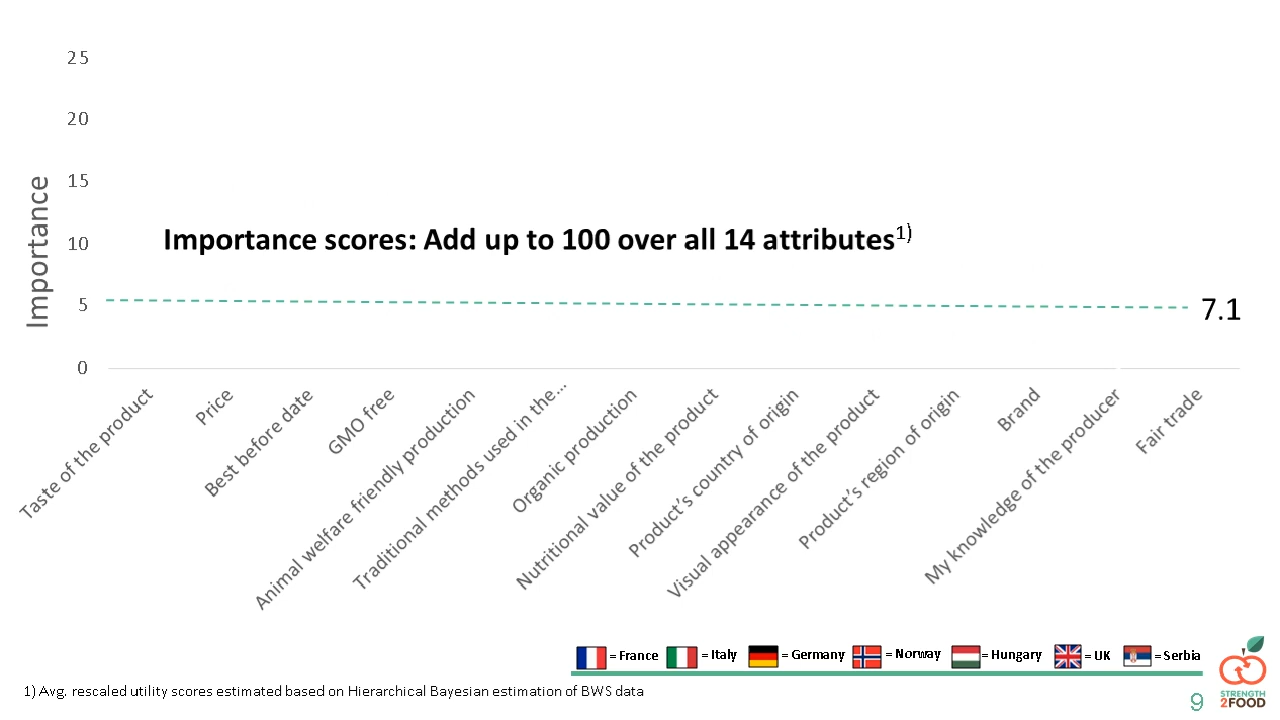 25
20
15
10
5
0
Importance
Importance scores: Add up to 100 over all 14 attributes1)
7.1
Taste of the product
Price
Best before date
GMO free
Animal welfare friendly production
Traditional methods used in the...
Organic production
Nutritional value of the product
Product's country of origin
Visual appearance of the product
Product's region of origin
Brand
My knowledge of the producer
Fair trade
= France = Italy = Germany = Norway = Hungary = UK = Serbia
1) Avg. rescaled utility scores estimated based on Hierarchical Bayesian estimation of BWS data
9
STRENGTH
2FOOD